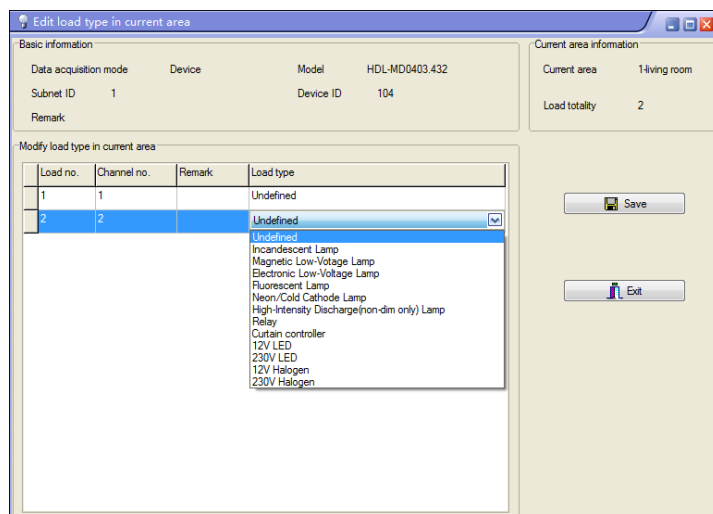 Edit load type in current area
Basic information
Data acquisition mode Device Model HDL-MD0403.432
Subnet ID 1 Device ID 104
Remark
Current area information
Current area 1-living room
Load totality 2
Modify load type in current area
Load no. Channel no. Remark Load type
1 1 Undefined
2 2 Undefined
Undefined
Incandescent Lamp
Magnetic Low-Votage Lamp
Electronic Low-Voltage Lamp
Fluorescent Lamp
Neon/Cold Cathode Lamp
High-Intensity Discharge(non-dim only) Lamp
Relay
Curtain controller
12V LED
230V LED
12V Halogen
230V Halogen
Save
Exit